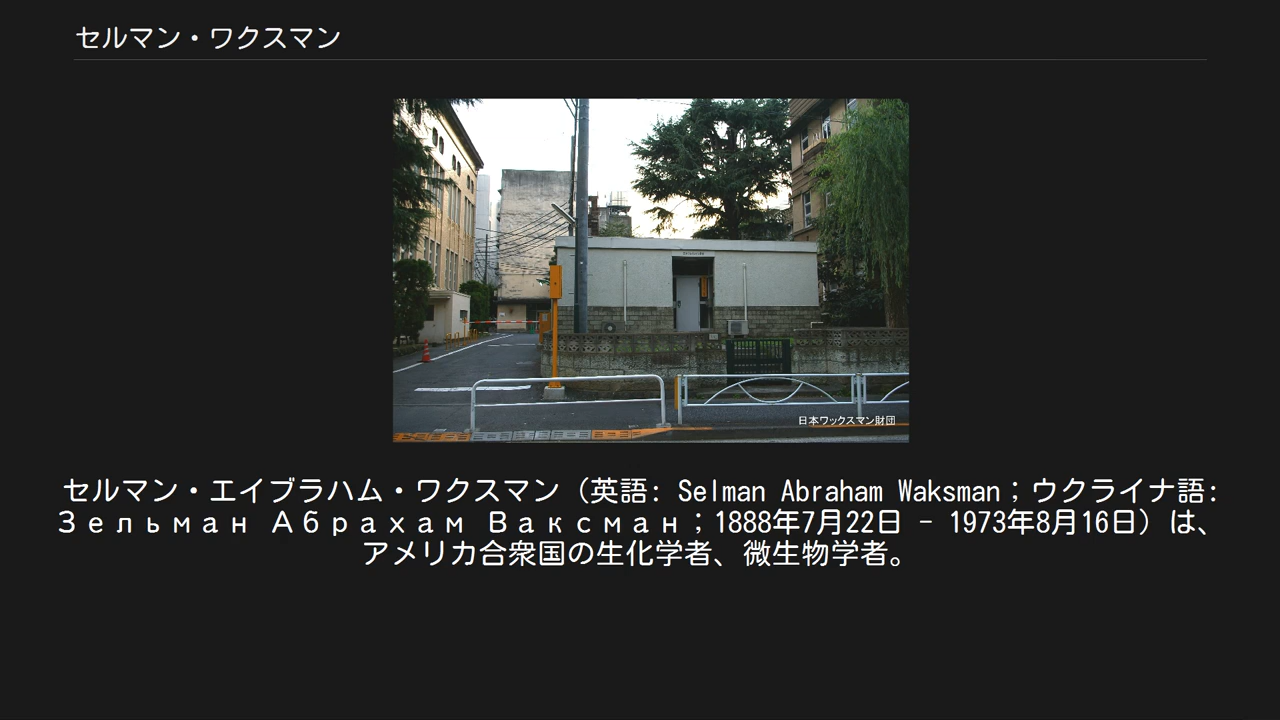 セルマン・ワクスマン
日本ワックスマン財団
セルマン・エイブラハム・ワクスマン（英語: Selman Abraham Waksman；ウクライナ語:
Зельман Абрахам Ваксман；1888年7月22日 - 1973年8月16日）は、
アメリカ合衆国の生化学者、微生物学者。